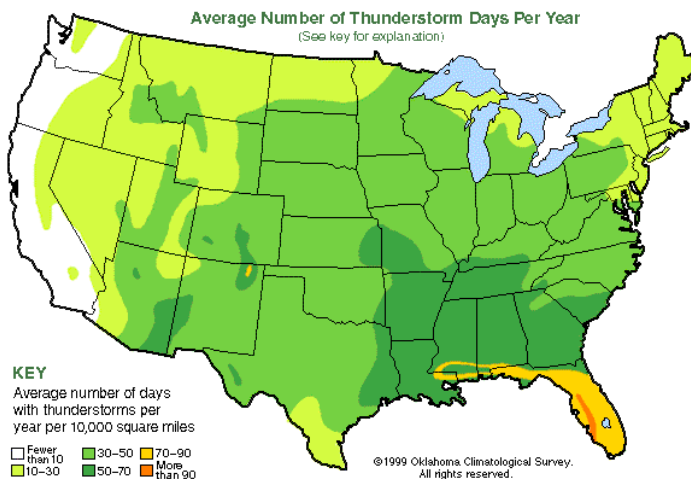 Average Number of Thunderstorm Days Per Year
(See key for explanation)
KEY
Average number of days
with thunderstorms per
year per 10,000 square miles
Fewer
than 10
30–50
70–90
10–30
50–70
More
than 90
©1999 Oklahoma Climatological Survey.
All rights reserved.